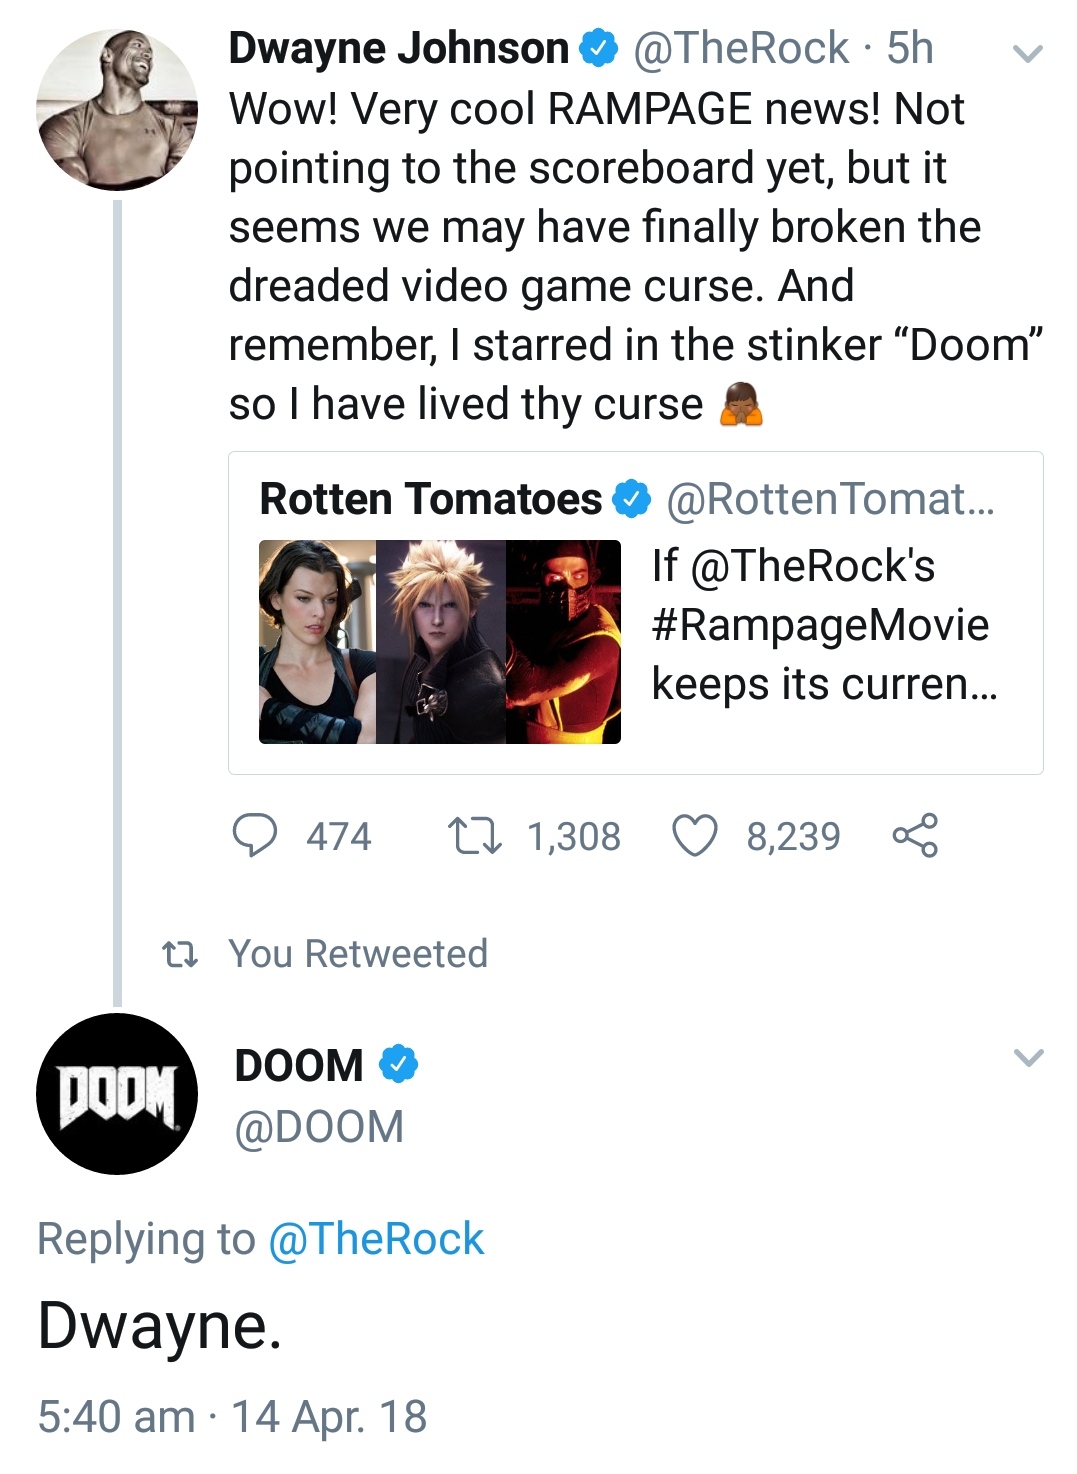 Dwayne Johnson @TheRock · 5h
Wow! Very cool RAMPAGE news! Not
pointing to the scoreboard yet, but it
seems we may have finally broken the
dreaded video game curse. And
remember, I starred in the stinker “Doom”
so I have lived thy curse 🙏🏾
Rotten Tomatoes @RottenTomat...
If @TheRock's
#RampageMovie
keeps its curren...
474 1,308 8,239
You Retweeted
DOOM
DOOM
@DOOM
Replying to @TheRock
Dwayne.
5:40 am · 14 Apr. 18